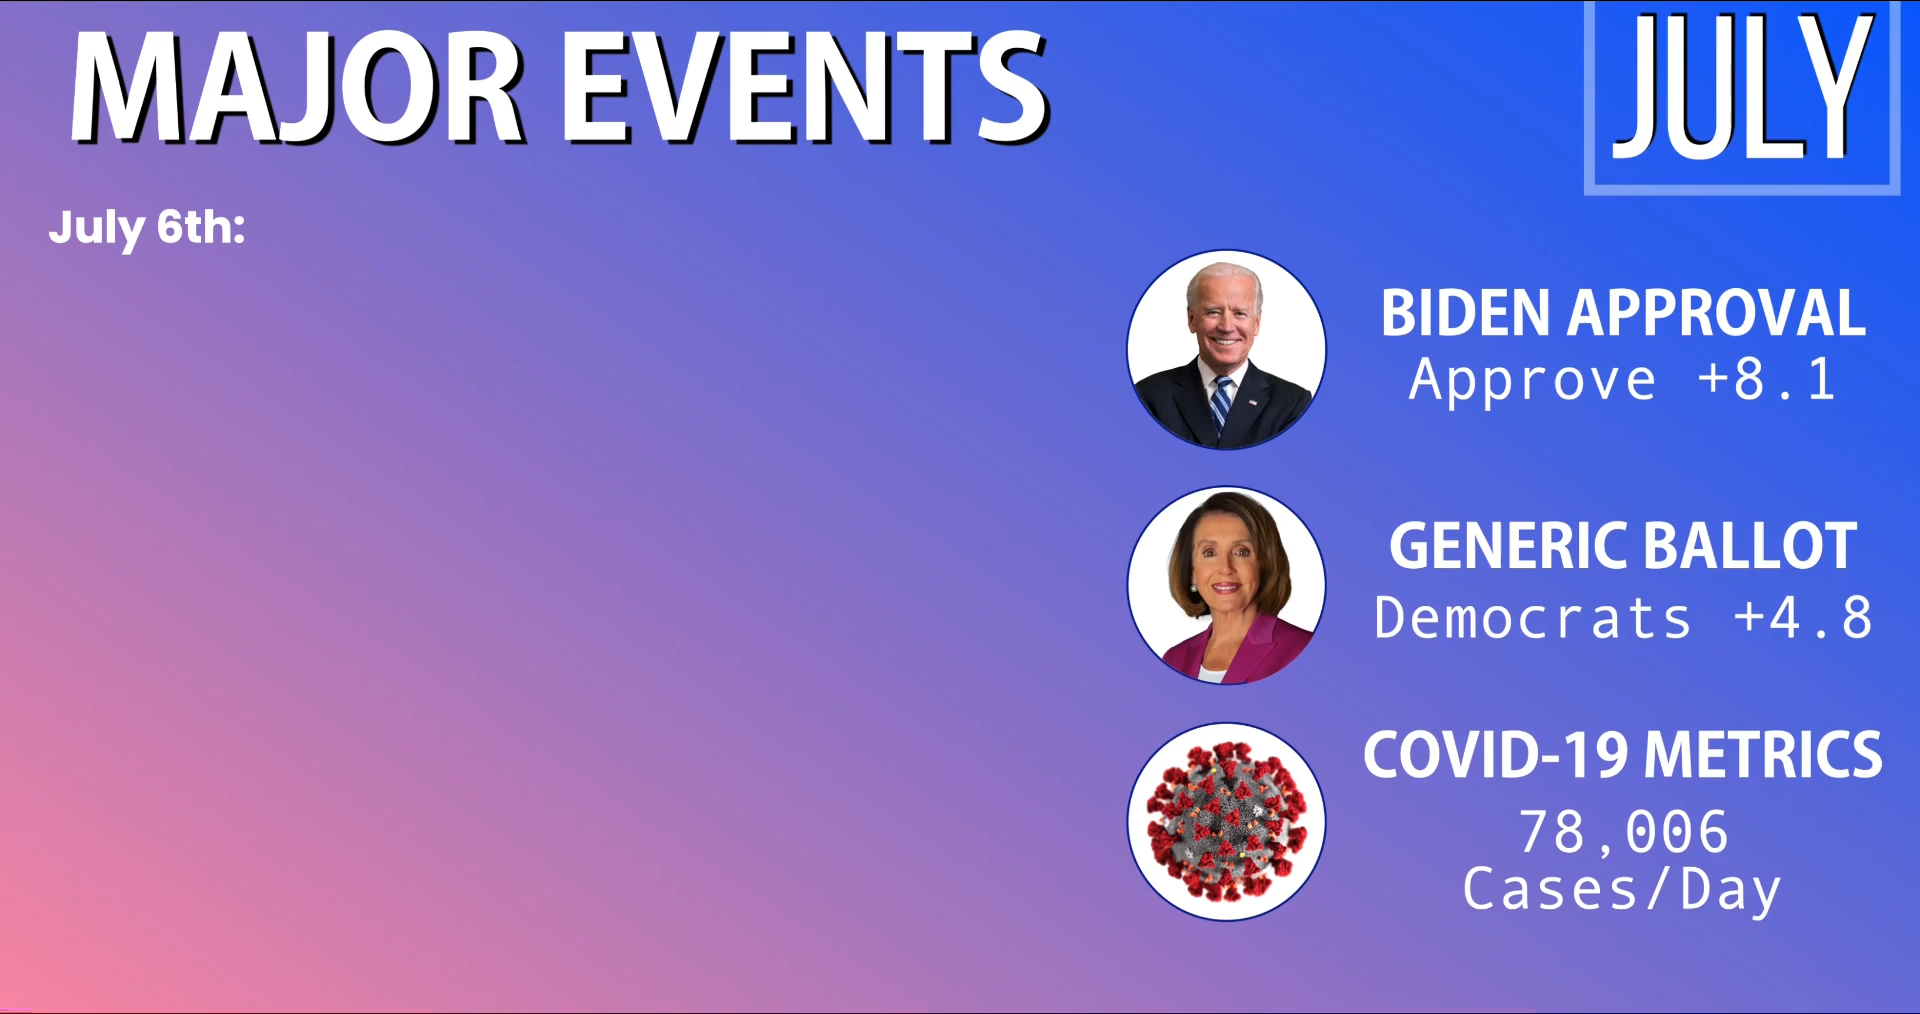 MAJOR EVENTS
JULY
July 6th:
BIDEN APPROVAL
Approve +8.1
GENERIC BALLOT
Democrats +4.8
COVID-19 METRICS
78,006
Cases/Day